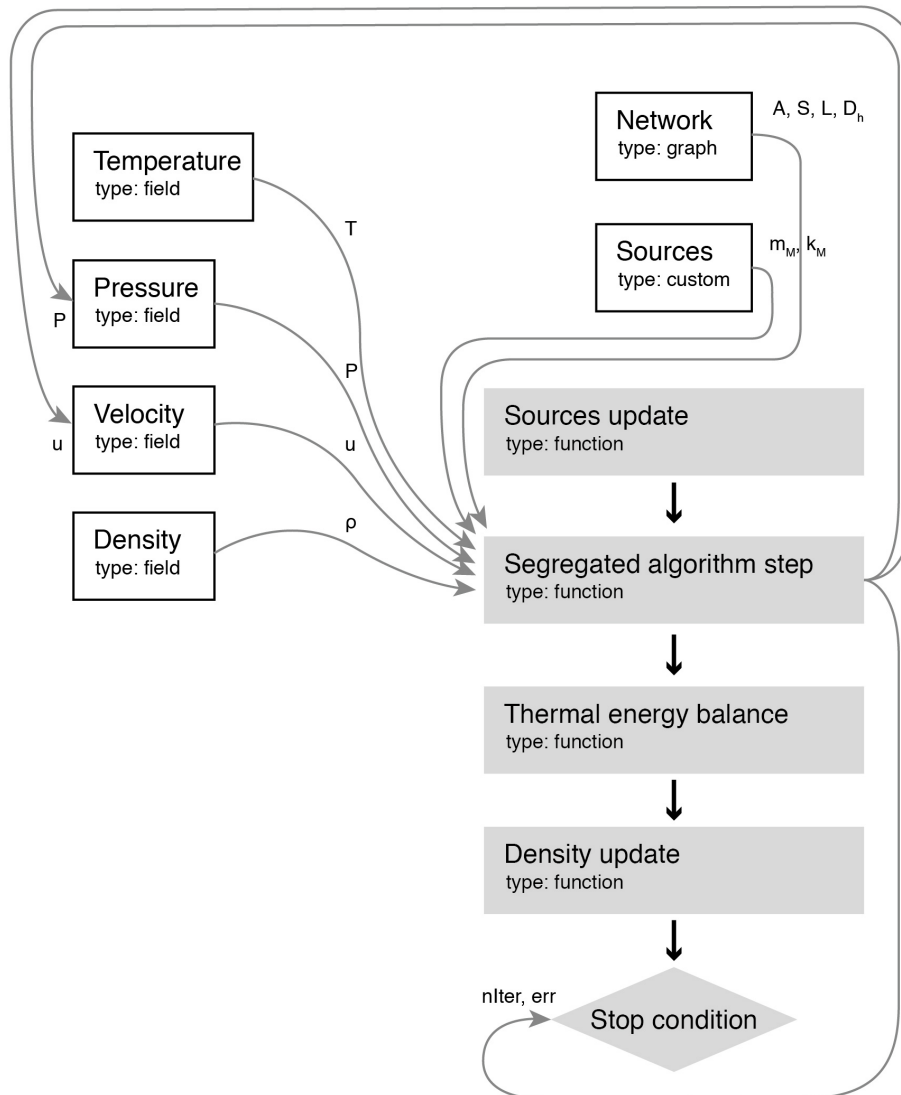 Network
type: graph
A, S, L, Dₕ
Temperature
type: field
T
Sources
type: custom
m_M, k_M
Pressure
type: field
P
P
Velocity
type: field
u
u
Density
type: field
ρ
Sources update
type: function
Segregated algorithm step
type: function
Thermal energy balance
type: function
Density update
type: function
nIter, err
Stop condition